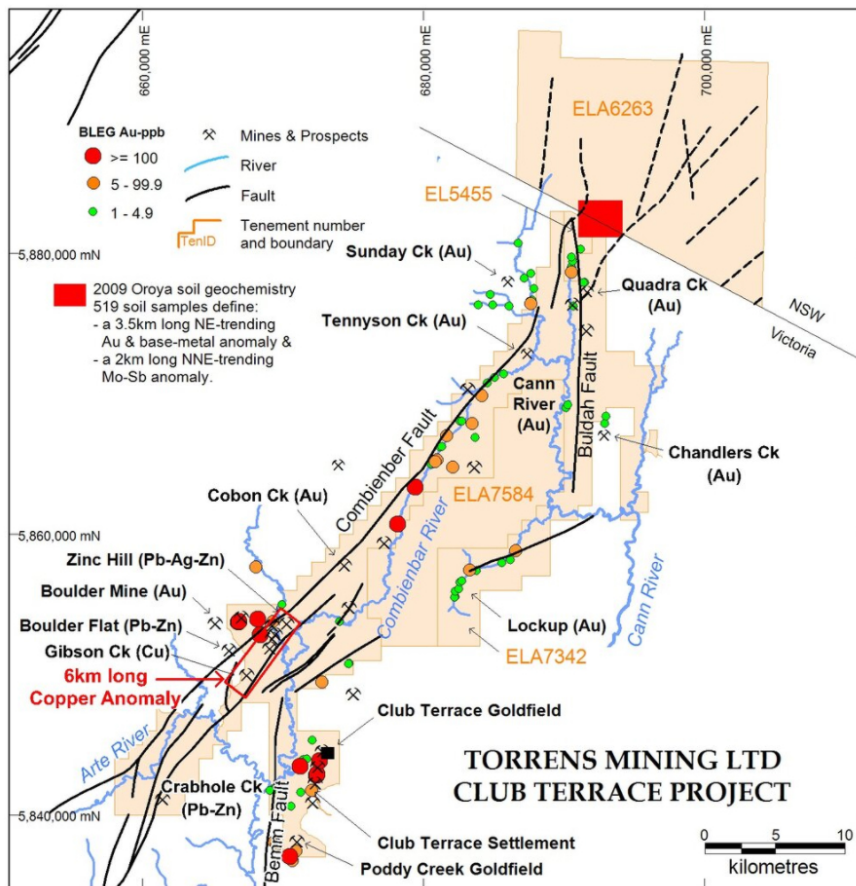 660,000 mE
680,000 mE
700,000 mE
BLEG Au-ppb
>= 100
5 - 99.9
1 - 4.9
Mines & Prospects
River
Fault
TenID
Tenement number
and boundary
2009 Oroya soil geochemistry
519 soil samples define:
- a 3.5km long NE-trending
Au & base-metal anomaly &
- a 2km long NNE-trending
Mo-Sb anomaly.
ELA6263
EL5455
5,880,000 mN
Sunday Ck (Au)
Quadra Ck
(Au)
NSW
Victoria
Tennyson Ck (Au)
Cann
River
(Au)
Buldah Fault
Chandlers Ck
(Au)
Combienber Fault
ELA7584
Cobon Ck (Au)
5,860,000 mN
Combienbar River
Cann River
Zinc Hill (Pb-Ag-Zn)
Boulder Mine (Au)
Boulder Flat (Pb-Zn)
Gibson Ck (Cu)
Lockup (Au)
ELA7342
6km long
Copper Anomaly
Arte River
Club Terrace Goldfield
Crabhole Ck
(Pb-Zn)
Bemm Fault
TORRENS MINING LTD
CLUB TERRACE PROJECT
5,840,000 mN
Club Terrace Settlement
Poddy Creek Goldfield
0 5 10
kilometres